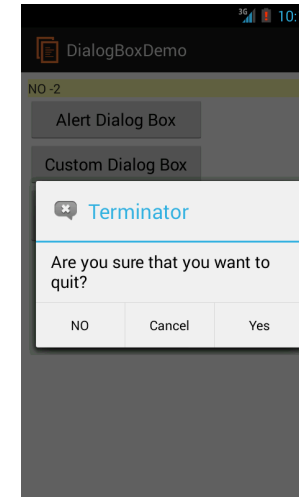 3G 10:
DialogBoxDemo
NO -2
Alert Dialog Box
Custom Dialog Box
Terminator
Are you sure that you want to
quit?
NO Cancel Yes